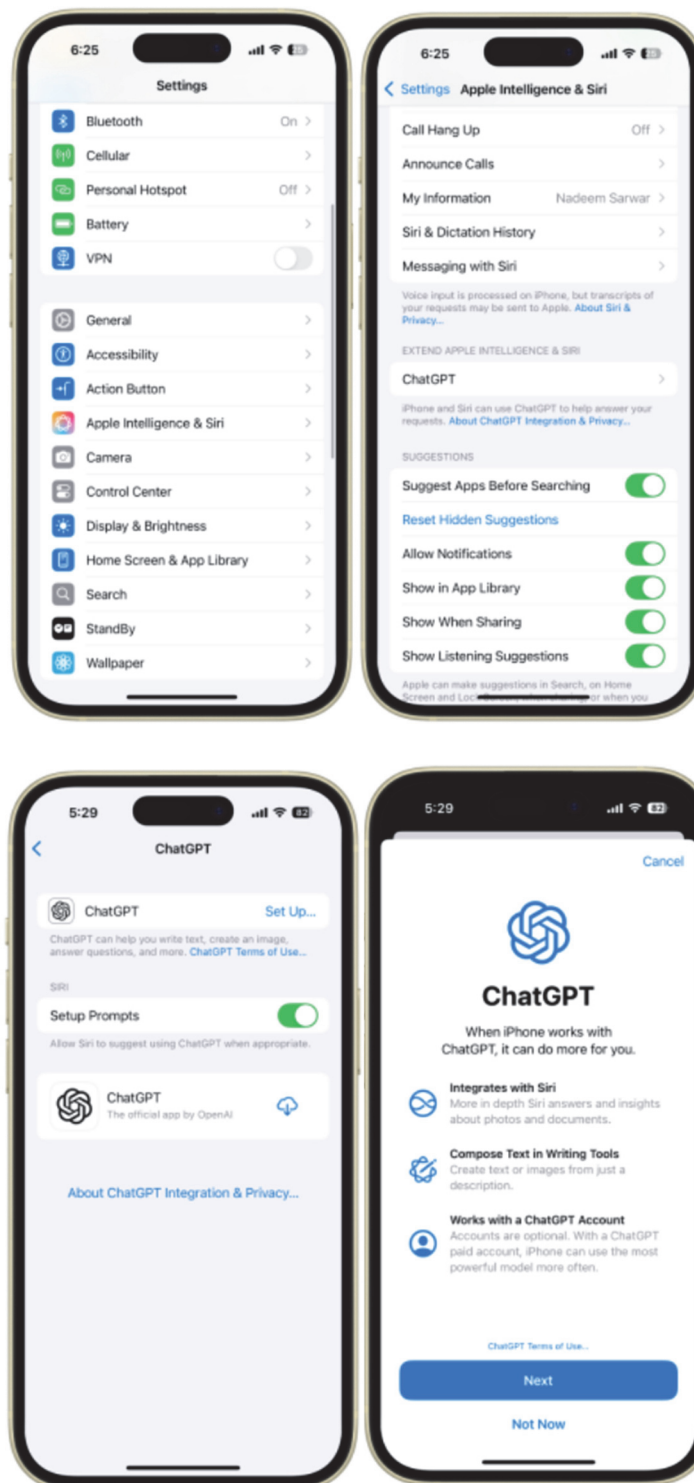 6:25
Settings
Bluetooth On
Cellular
Personal Hotspot Off
Battery
VPN
General
Accessibility
Action Button
Apple Intelligence & Siri
Camera
Control Center
Display & Brightness
Home Screen & App Library
Search
StandBy
Wallpaper
6:25
Settings Apple Intelligence & Siri
Call Hang Up Off
Announce Calls
My Information Nadeem Sarwar
Siri & Dictation History
Messaging with Siri
Voice input is processed on iPhone, but transcripts of
your requests may be sent to Apple. About Siri &
Privacy...
EXTEND APPLE INTELLIGENCE & SIRI
ChatGPT
iPhone and Siri can use ChatGPT to help answer your
requests. About ChatGPT Integration & Privacy...
SUGGESTIONS
Suggest Apps Before Searching
Reset Hidden Suggestions
Allow Notifications
Show in App Library
Show When Sharing
Show Listening Suggestions
Apple can make suggestions in Search, on Home
Screen and Lock Screen, when sharing, or when you
5:29
ChatGPT
ChatGPT Set Up...
ChatGPT can help you write text, create an image,
answer questions, and more. ChatGPT Terms of Use...
SIRI
Setup Prompts
Allow Siri to suggest using ChatGPT when appropriate.
ChatGPT
The official app by OpenAI
About ChatGPT Integration & Privacy...
5:29 82
Cancel
ChatGPT
When iPhone works with
ChatGPT, it can do more for you.
Integrates with Siri
More in depth Siri answers and insights
about photos and documents.
Compose Text in Writing Tools
Create text or images from just a
description.
Works with a ChatGPT Account
Accounts are optional. With a ChatGPT
paid account, iPhone can use the most
powerful model more often.
ChatGPT Terms of Use...
Next
Not Now